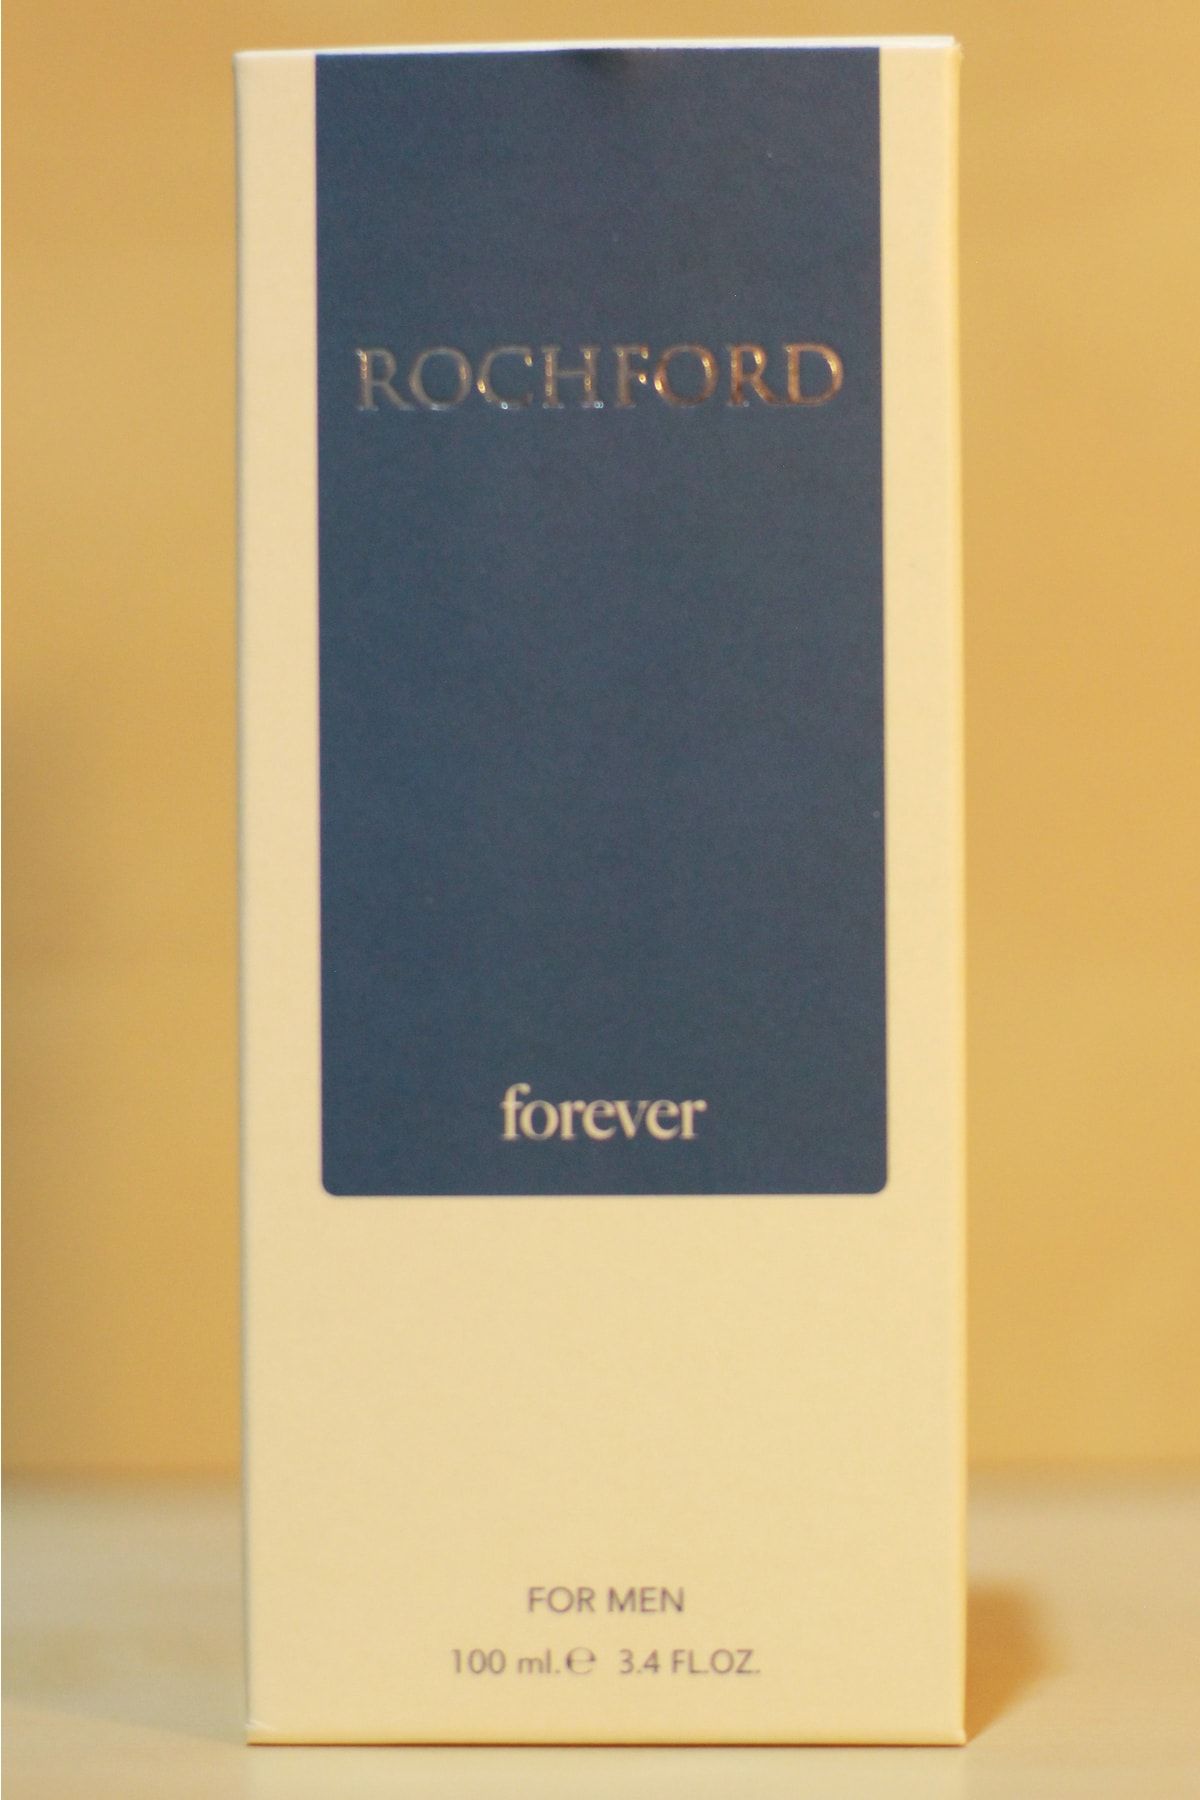 ROCHFORD
forever
FOR MEN
100 ml.℮ 3.4 FL.OZ.